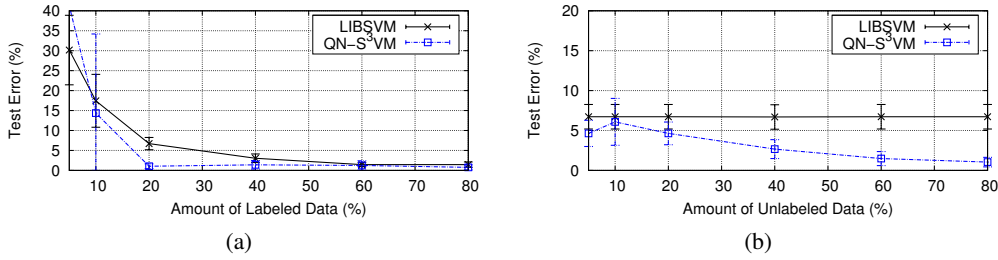 Test Error (%)
40
35
30
25
20
15
10
5
0
LIBSVM
QN-S³VM
10 20 30 40 50 60 70 80
Amount of Labeled Data (%)
(a)
Test Error (%)
20
15
10
5
0
LIBSVM
QN-S³VM
10 20 30 40 50 60 70 80
Amount of Unlabeled Data (%)
(b)